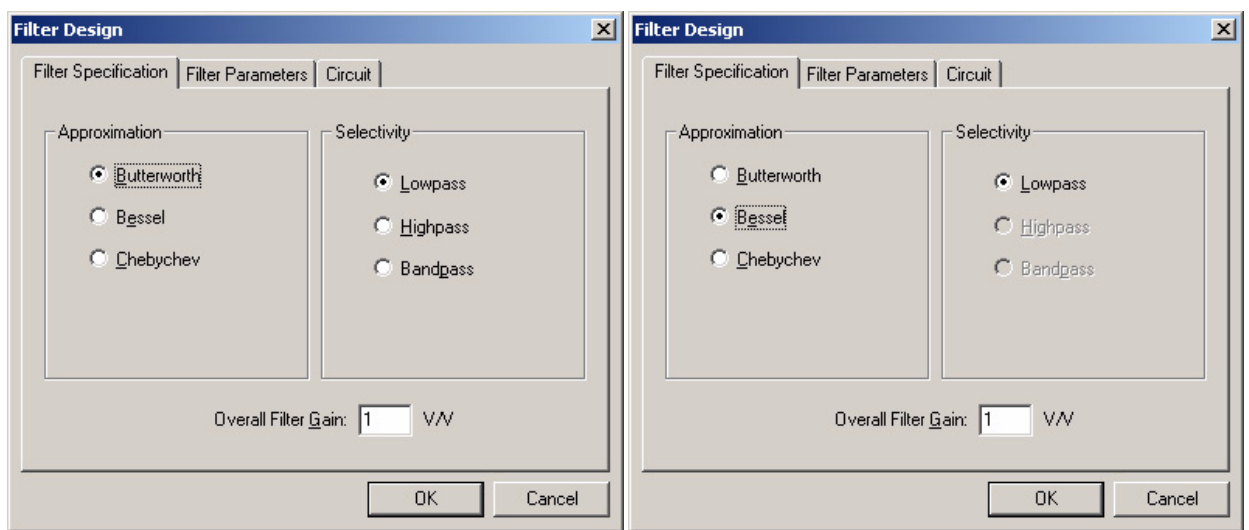 Filter Design
Filter Specification Filter Parameters Circuit
Approximation
Butterworth
Bessel
Chebychev
Selectivity
Lowpass
Highpass
Bandpass
Overall Filter Gain: 1 V/V
OK Cancel
Filter Design
Filter Specification Filter Parameters Circuit
Approximation
Butterworth
Bessel
Chebychev
Selectivity
Lowpass
Highpass
Bandpass
Overall Filter Gain: 1 V/V
OK Cancel